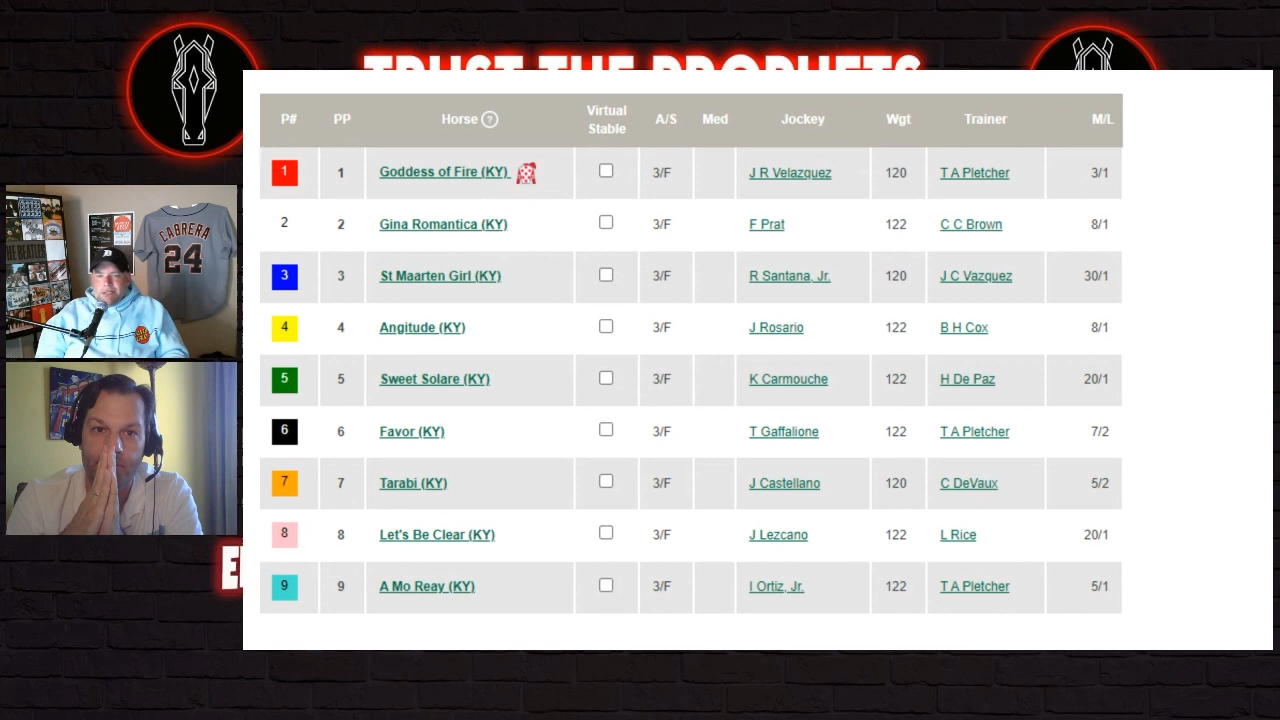 TRUST THE PROPHETS
P# PP Horse ? Virtual Stable A/S Med Jockey Wgt Trainer M/L
1 1 Goddess of Fire (KY) 3/F J R Velazquez 120 T A Pletcher 3/1
2 2 Gina Romantica (KY) 3/F F Prat 122 C C Brown 8/1
3 3 St Maarten Girl (KY) 3/F R Santana, Jr. 120 J C Vazquez 30/1
4 4 Angitude (KY) 3/F J Rosario 122 B H Cox 8/1
5 5 Sweet Solare (KY) 3/F K Carmouche 122 H De Paz 20/1
6 6 Favor (KY) 3/F T Gaffalione 122 T A Pletcher 7/2
7 7 Tarabi (KY) 3/F J Castellano 120 C DeVaux 5/2
8 8 Let's Be Clear (KY) 3/F J Lezcano 122 L Rice 20/1
9 9 A Mo Reay (KY) 3/F I Ortiz, Jr. 122 T A Pletcher 5/1
CABRERA
24
THE BEATLES
D
E